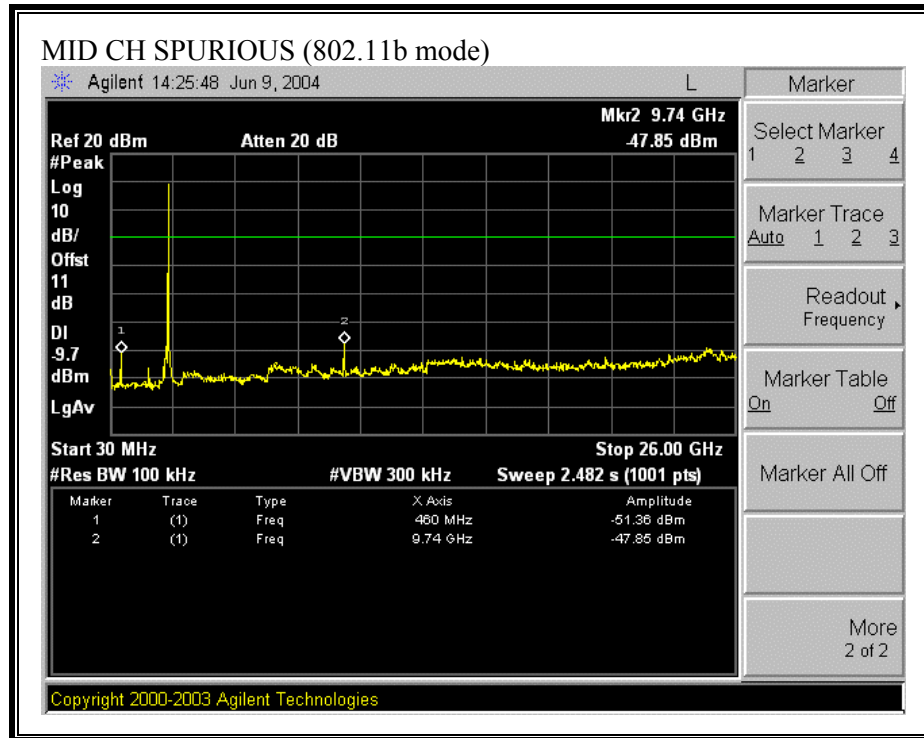 MID CH SPURIOUS (802.11b mode)
Agilent 14:25:48 Jun 9, 2004 L
Mkr2 9.74 GHz
Ref 20 dBm Atten 20 dB -47.85 dBm
#Peak
Log
10
dB/
Offst
11
dB
DI
-9.7
dBm
LgAv
1
2
Start 30 MHz Stop 26.00 GHz
#Res BW 100 kHz #VBW 300 kHz Sweep 2.482 s (1001 pts)
Marker Trace Type X Axis Amplitude
1 (1) Freq 460 MHz -51.36 dBm
2 (1) Freq 9.74 GHz -47.85 dBm
Marker
Select Marker
1 2 3 4
Marker Trace
Auto 1 2 3
Readout
Frequency
Marker Table
On Off
Marker All Off
More
2 of 2
Copyright 2000-2003 Agilent Technologies